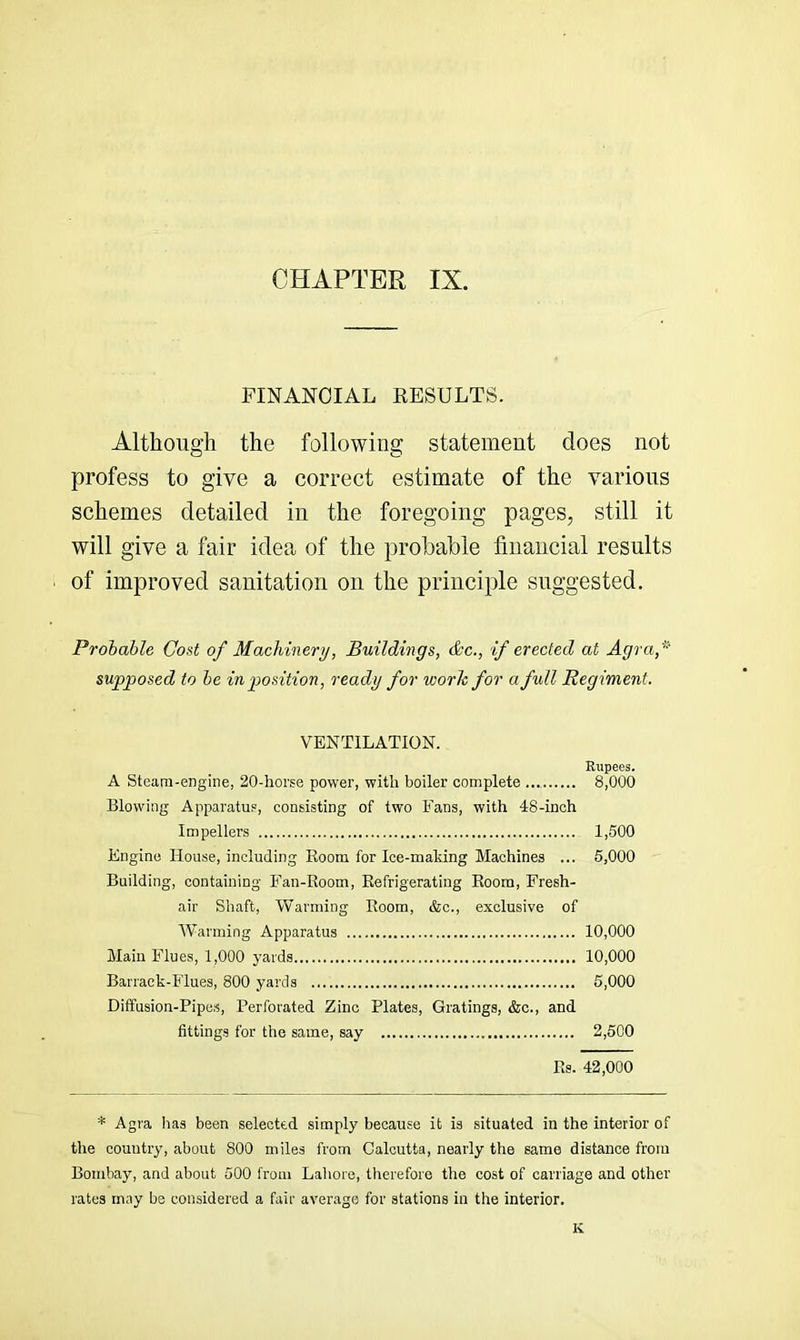 CHAPTER IX.
FINANCIAL RESULTS.
Although the following statement does not
profess to give a correct estimate of the various
schemes detailed in the foregoing pages, still it
will give a fair idea of the probable financial results
of improved sanitation on the principle suggested.
Probable Cost of Machinery, Buildings, &c., if erected at Agra,*
supposed to be in position, ready for work for a full Regiment.
VENTILATION.
Rupees.
A Steam-engine, 20-horse power, with boiler complete ......... 8,000
Blowing Apparatus, consisting of two Fans, with 48-inch
Impellers ................................................................ 1,500
Engine House, including Room for Ice-making Machines ... 5,000
Building, containing Fan-Room, Refrigerating Room, Fresh-
air Shaft, Warming Room, &c., exclusive of
Warming Apparatus .............................................. 10,000
Main Flues, 1,000 yards......................................................... 10,000
Barrack-Flues, 800 yards ..................................................... 5,000
Diffusion-Pipes, Perforated Zinc Plates, Gratings, &c., and
fittings for the same, say ........................................ 2,500
Rs. 42,000
* Agra has been selected simply because it is situated in the interior of
the country, about 800 miles from Calcutta, nearly the same distance from
Bombay, and about 500 from Lahore, therefore the cost of carriage and other
rates may be considered a fair average for stations in the interior.
K